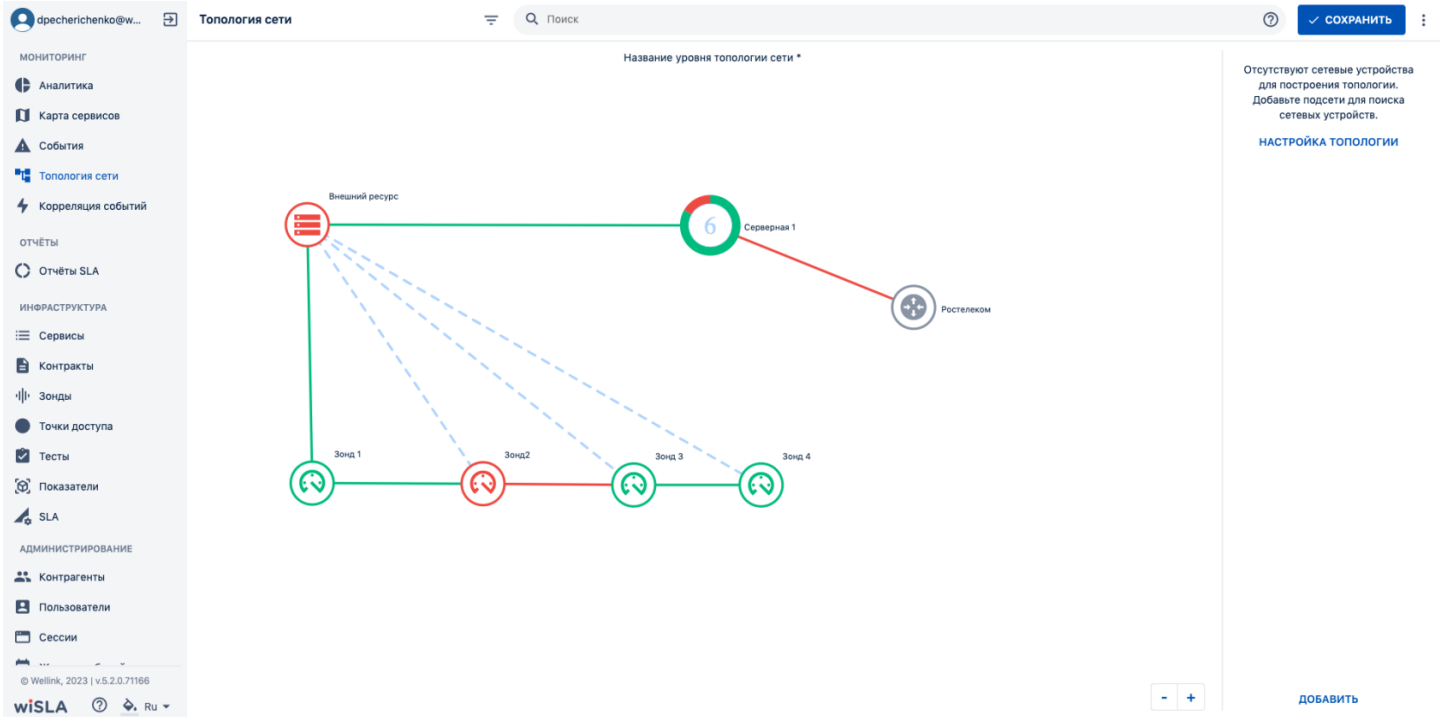 dpecherichenko@w...
Топология сети
Поиск
СОХРАНИТЬ
МОНИТОРИНГ
Аналитика
Карта сервисов
События
Топология сети
Корреляция событий
ОТЧЁТЫ
Отчёты SLA
ИНФРАСТРУКТУРА
Сервисы
Контракты
Зонды
Точки доступа
Тесты
Показатели
SLA
АДМИНИСТРИРОВАНИЕ
Контрагенты
Пользователи
Сессии
© Wellink, 2023 | v.5.2.0.71166
wiSLA
Ru
Название уровня топологии сети *
Внешний ресурс
6
Серверная 1
Ростелеком
Зонд 1
Зонд2
Зонд 3
Зонд 4
- +
Отсутствуют сетевые устройства
для построения топологии.
Добавьте подсети для поиска
сетевых устройств.
НАСТРОЙКА ТОПОЛОГИИ
ДОБАВИТЬ